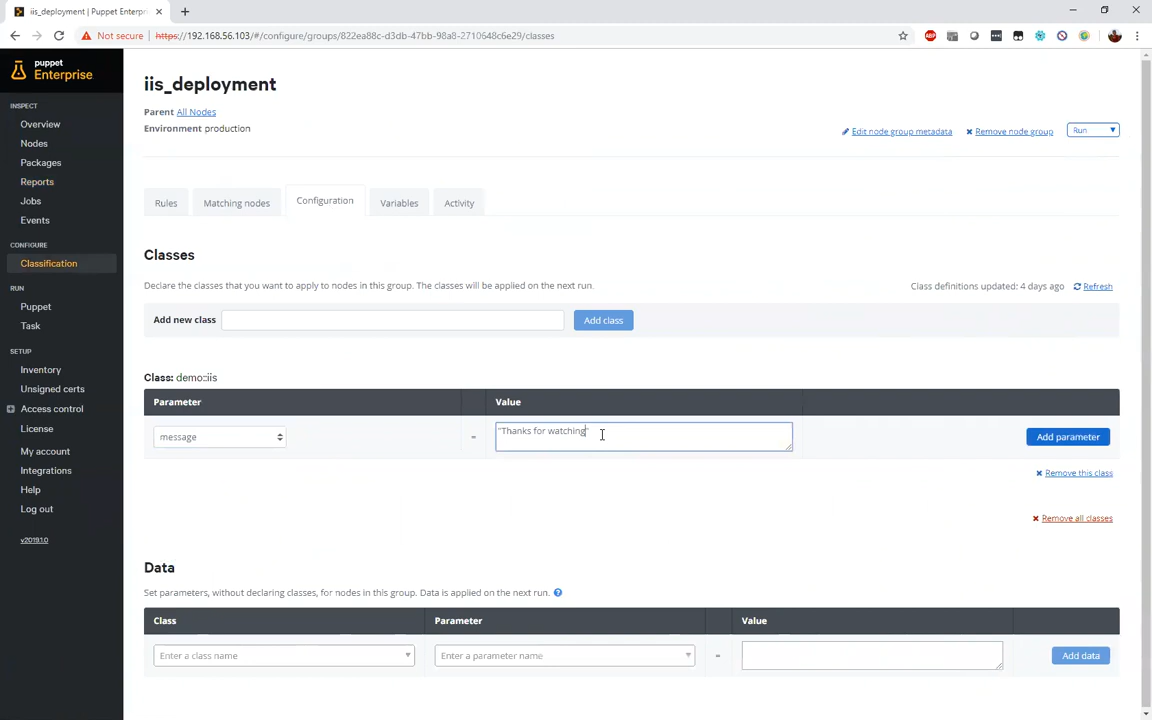 iis_deployment | Puppet Enterpri
Not secure
https://192.168.56.103/#/configure/groups/822ea88c-d3db-47bb-98a8-2710648c6e29/classes
ABP
puppet
Enterprise
INSPECT
Overview
Nodes
Packages
Reports
Jobs
Events
CONFIGURE
Classification
RUN
Puppet
Task
SETUP
Inventory
Unsigned certs
Access control
License
My account
Integrations
Help
Log out
v2019.1.0
iis_deployment
Parent All Nodes
Environment production
Edit node group metadata
Remove node group
Run
Rules
Matching nodes
Configuration
Variables
Activity
Classes
Declare the classes that you want to apply to nodes in this group. The classes will be applied on the next run.
Class definitions updated: 4 days ago
Refresh
Add new class
Add class
Class: demo::iis
Parameter
Value
message
=
"Thanks for watching"
Add parameter
Remove this class
Remove all classes
Data
Set parameters, without declaring classes, for nodes in this group. Data is applied on the next run. ?
Class
Parameter
Value
Enter a class name
Enter a parameter name
=
Add data